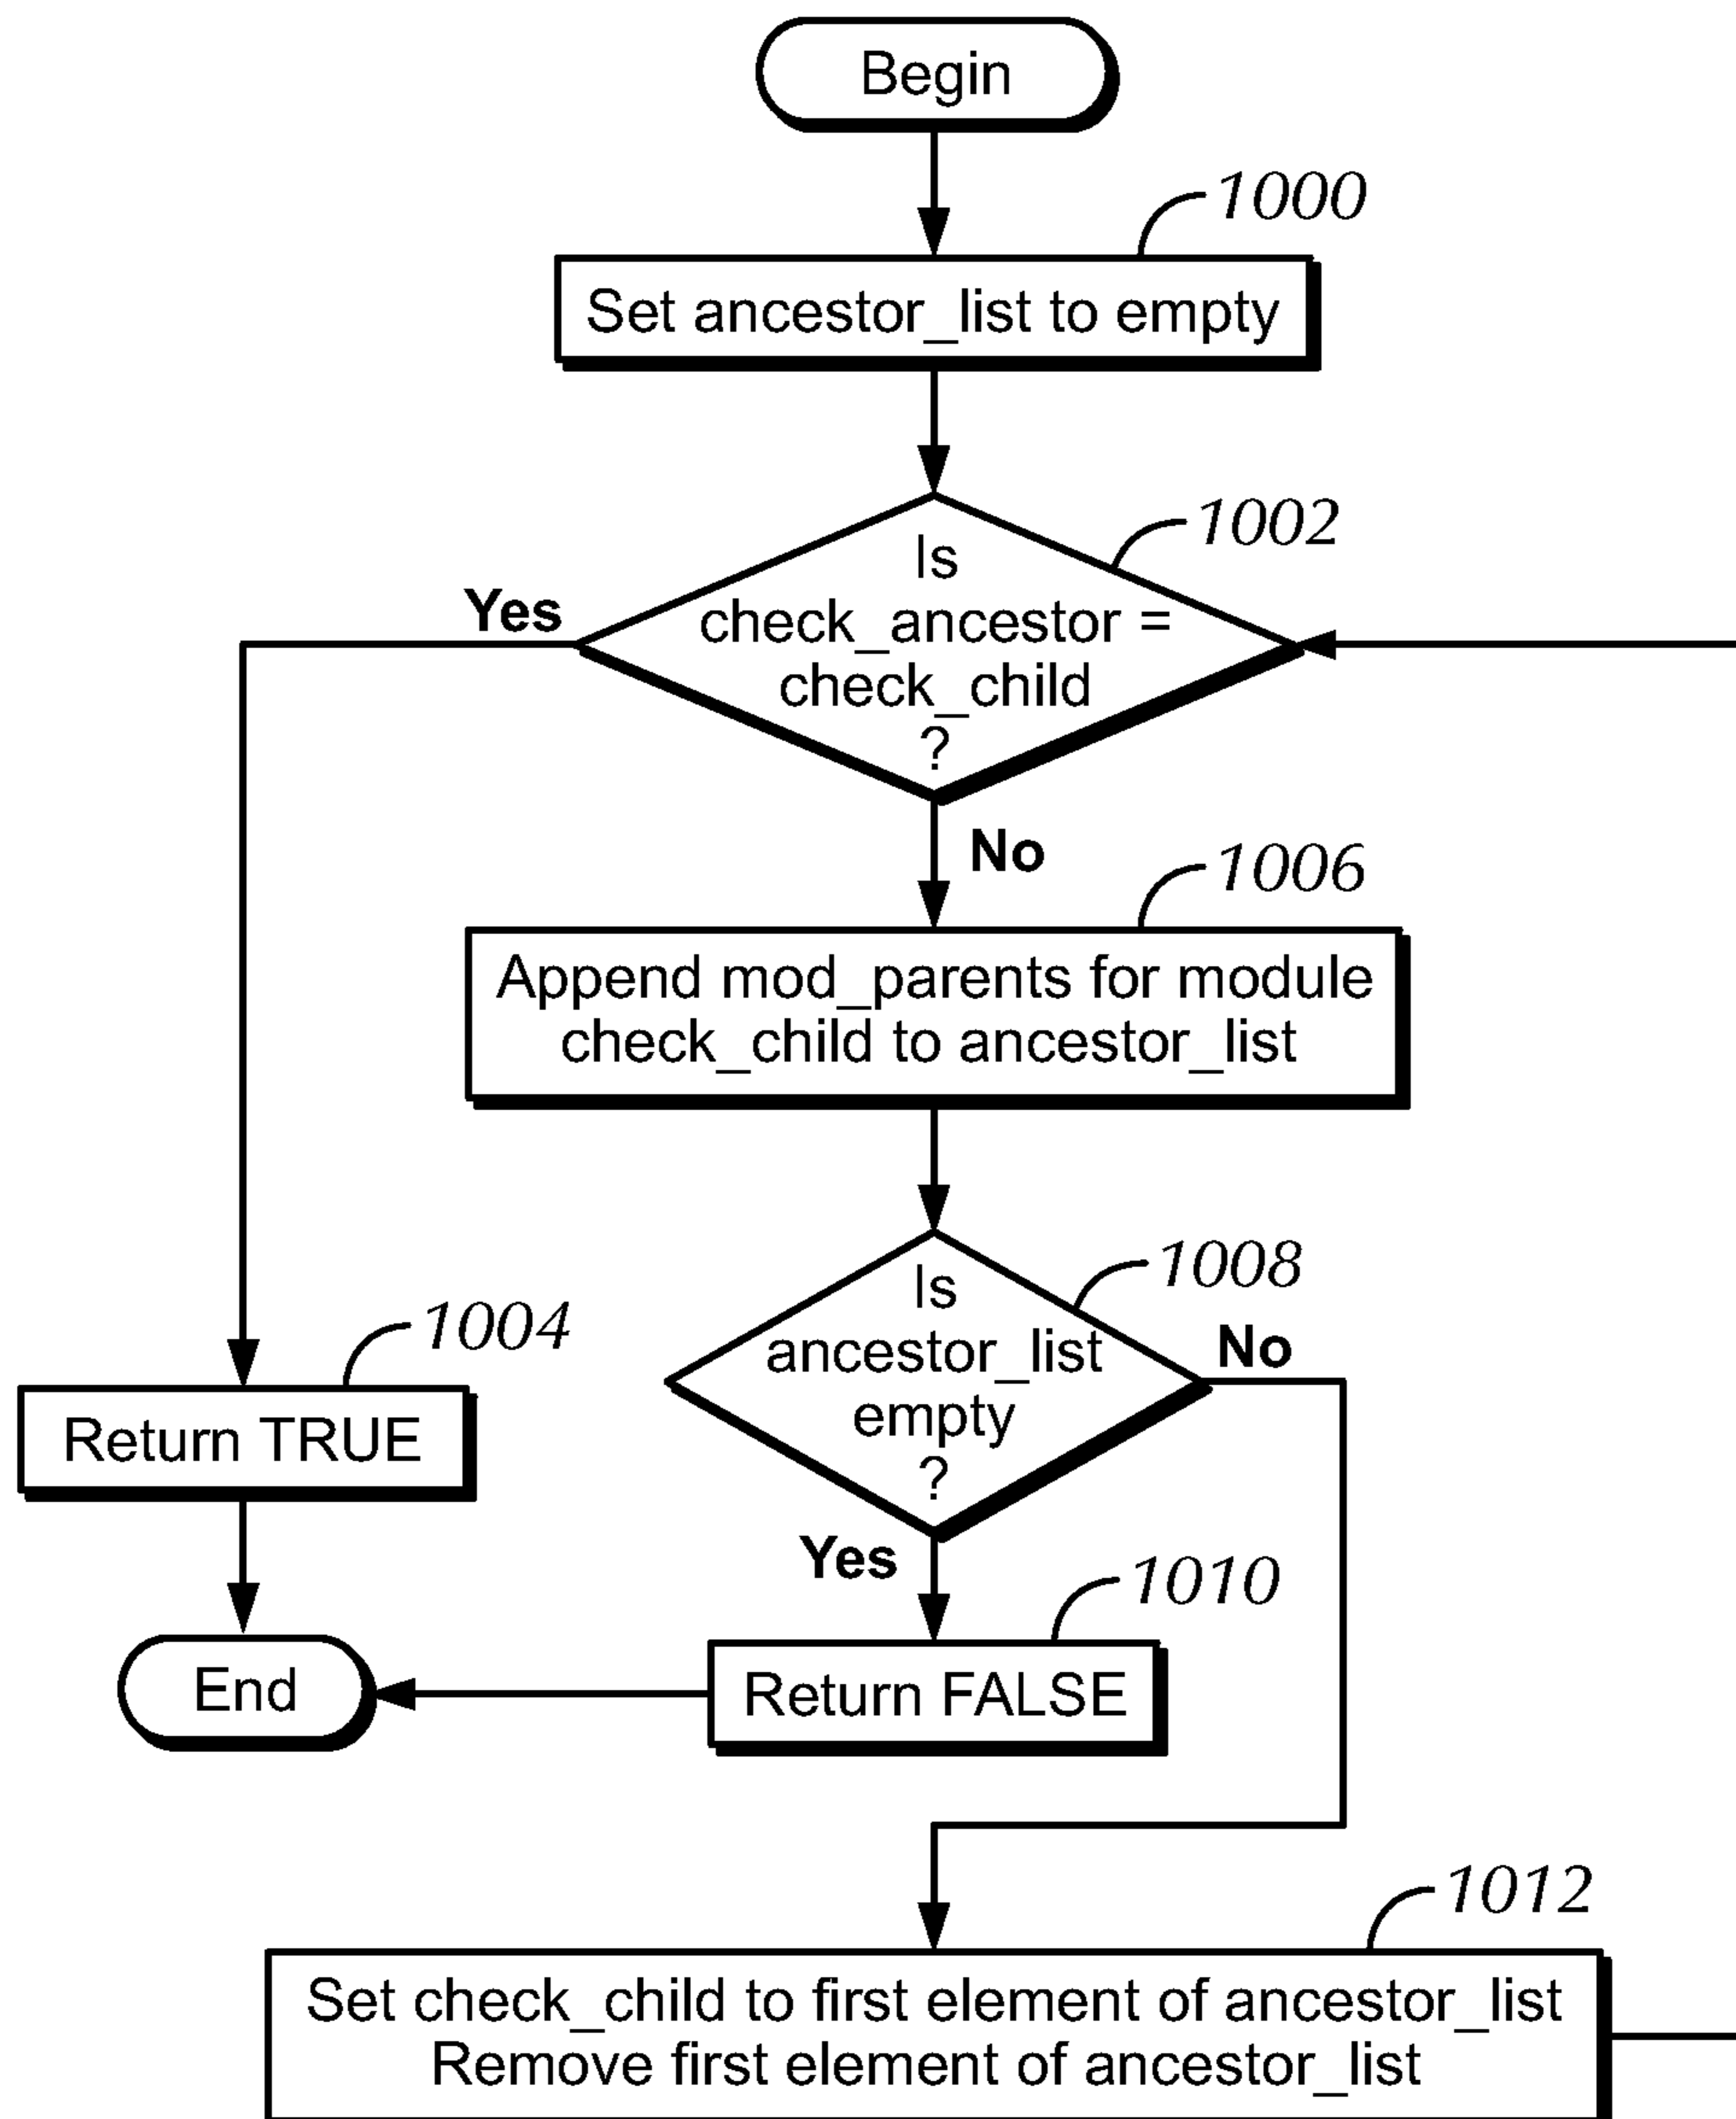 Begin
1000
Set ancestor_list to empty
1002
Is
Yes
check_ancestor =
check_child
?
No
1006
Append mod_parents for module
check_child to ancestor_list
1008
Is
ancestor_list
No
empty
?
1004
Return TRUE
Yes
1010
End
Return FALSE
1012
Set check_child to first element of ancestor_list
Remove first element of ancestor_list